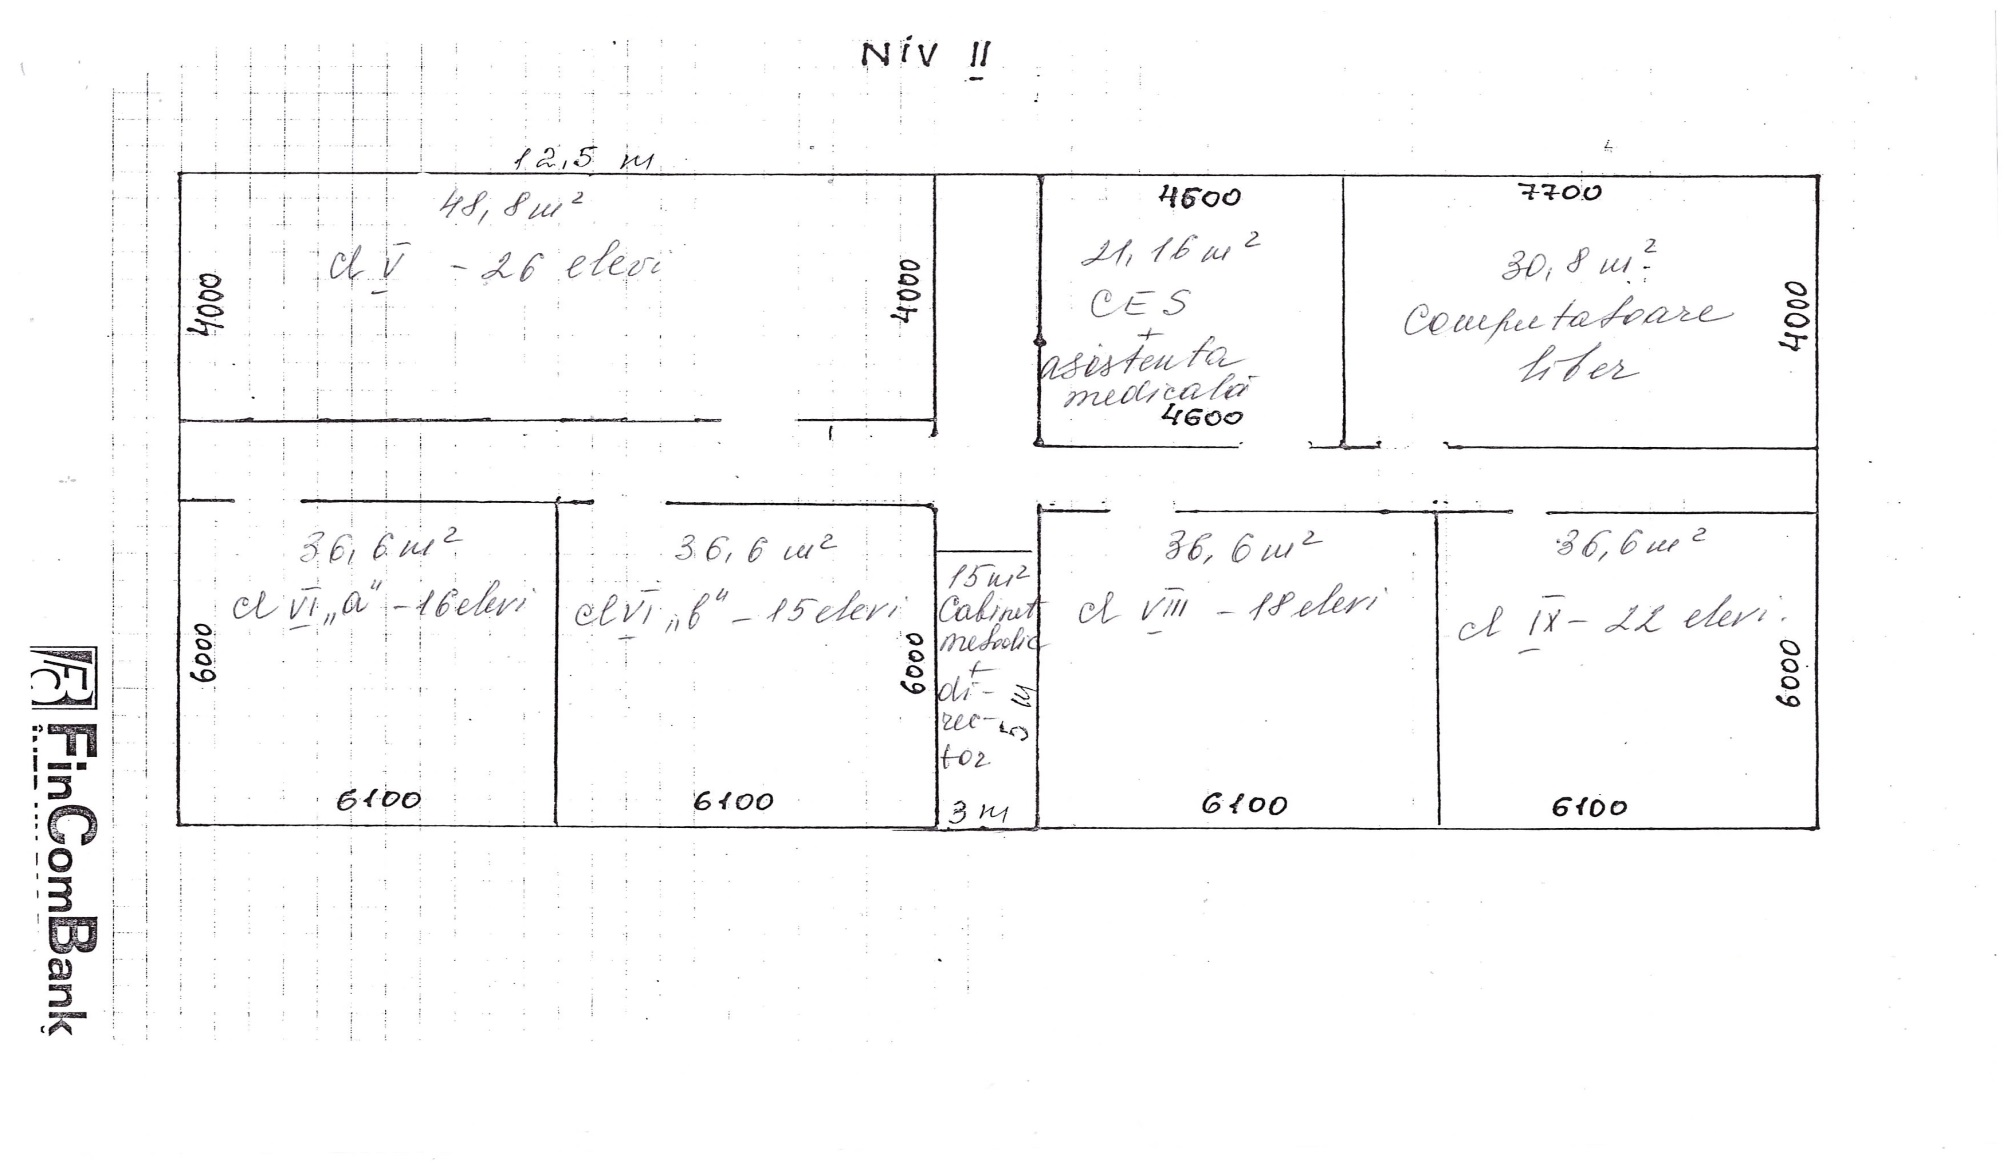 NIV II
12,5 m
48,8 m²
cl V - 26 elevi
4000
4000
4600
21,16 m²
CES
+
asistenta
medicală
4600
7700
30,8 m²
computatoare
liber
4000
36,6 m²
cl VI „a" - 16 elevi
6000
6100
36,6 m²
cl VI „b" - 15 elevi
6000
6100
15 m²
Cabinet
metodic
+
di-
rec-
tor
5 m
3 m
36,6 m²
cl VIII - 18 elevi
6100
36,6 m²
cl IX - 22 elevi.
6000
6100
FinComBank